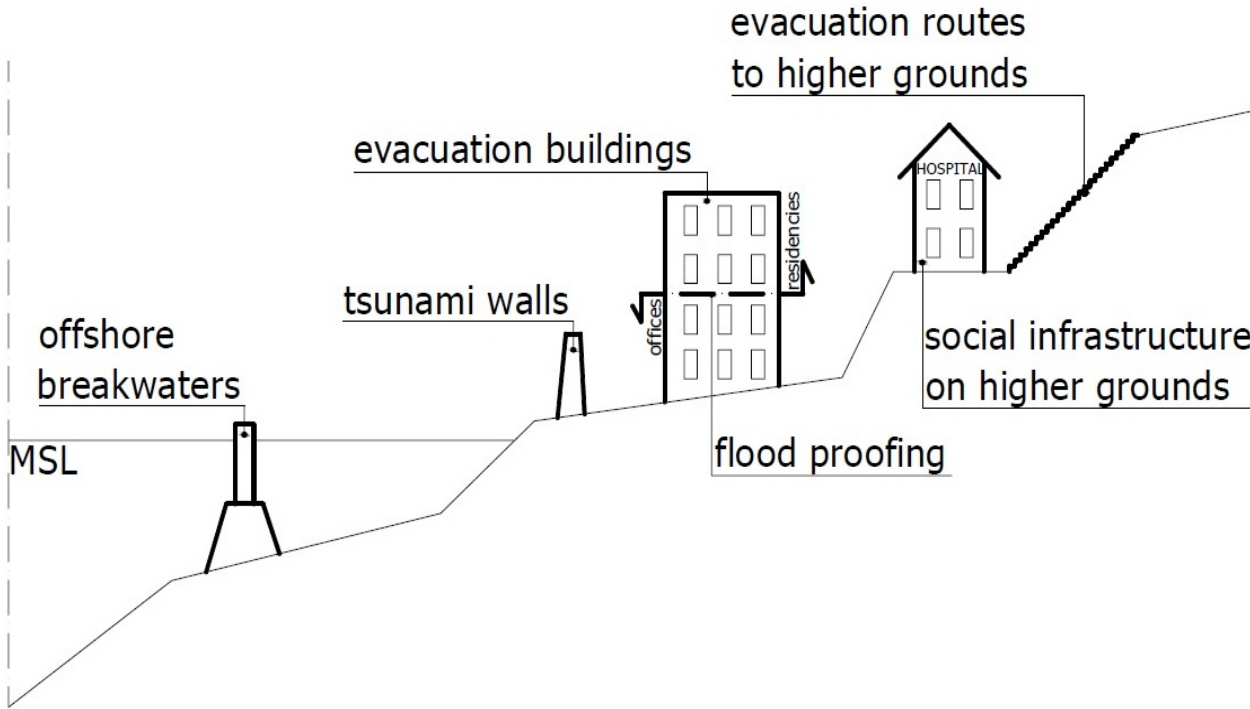 evacuation routes
to higher grounds
evacuation buildings
HOSPITAL
residencies
tsunami walls
offices
offshore
breakwaters
social infrastructure
on higher grounds
MSL
flood proofing